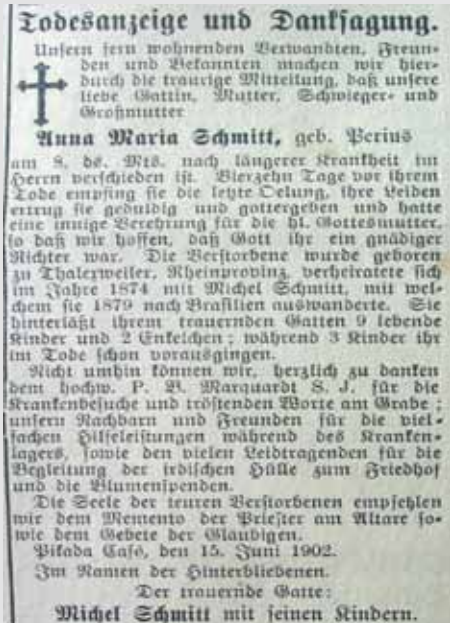 Todesanzeige und Danksagung.
Unsern fern wohnenden Verwandten, Freun-
den und Bekannten machen wir hier-
durch die traurige Mitteilung, daß unsere
liebe Gattin, Mutter, Schwieger- und
Großmutter
Anna Maria Schmitt, geb. Perius
am 8. ds. Mts. nach längerer Krankheit im
Herrn verschieden ist. Vierzehn Tage vor ihrem
Tode empfing sie die letzte Oelung, ihre Leiden
ertrug sie geduldig und gottergeben und hatte
eine innige Verehrung für die hl. Gottesmutter,
so daß wir hoffen, daß Gott ihr ein gnädiger
Richter war. Die Verstorbene wurde geboren
zu Thalexweiler, Rheinprovinz, verheiratete sich
im Jahre 1874 mit Michel Schmitt, mit wel-
chem sie 1879 nach Brasilien auswanderte. Sie
hinterläßt ihrem trauernden Gatten 9 lebende
Kinder und 2 Enkelchen; während 3 Kinder ihr
im Tode schon vorausgingen.
Nicht umhin können wir, herzlich zu danken
dem hochw. P. B. Marquardt S. J. für die
Krankenbesuche und tröstenden Worte am Grabe;
unsern Nachbarn und Freunden für die viel-
fachen Hilfeleistungen während des Kranken-
lagers, sowie den vielen Leidtragenden für die
Begleitung der irdischen Hülle zum Friedhof
und die Blumenspenden.
Die Seele der teuren Verstorbenen empfehlen
wir dem Memento der Priester am Altare so-
wie dem Gebete der Gläubigen.
Pikada Café, den 15. Juni 1902.
Im Namen der Hinterbliebenen.
Der trauernde Gatte:
Michel Schmitt mit seinen Kindern.